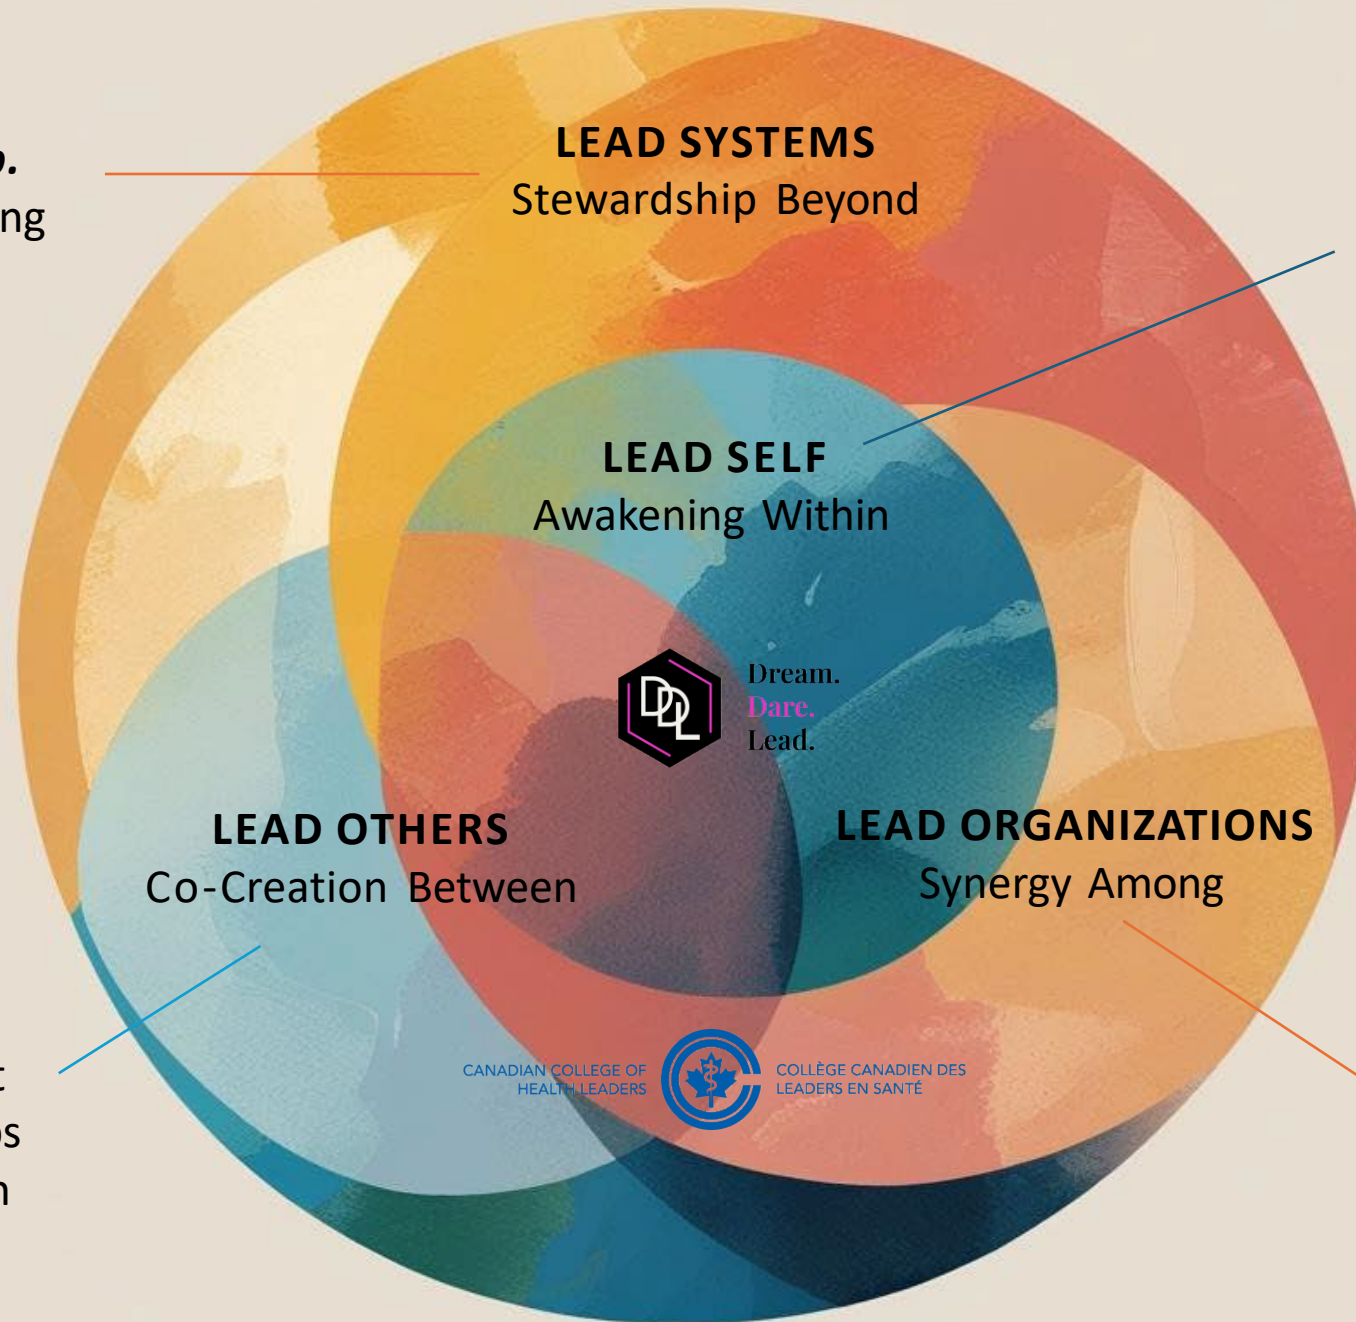 LEAD SYSTEMS
Stewardship Beyond
LEAD SELF
Awakening Within
DDL
Dream.
Dare.
Lead.
LEAD OTHERS
Co-Creation Between
LEAD ORGANIZATIONS
Synergy Among
CANADIAN COLLEGE OF
HEALTH LEADERS
COLLÈGE CANADIEN DES
LEADERS EN SANTÉ